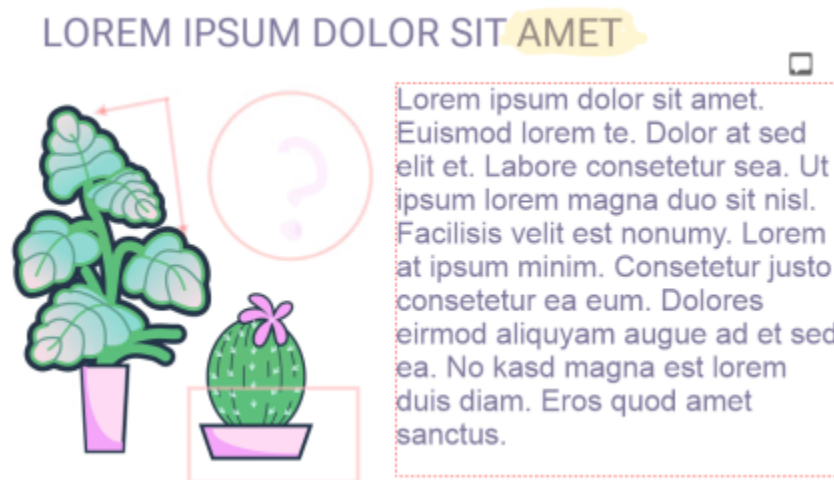 LOREM IPSUM DOLOR SIT AMET
?
Lorem ipsum dolor sit amet.
Euismod lorem te. Dolor at sed
elit et. Labore consetetur sea. Ut
ipsum lorem magna duo sit nisl.
Facilisis velit est nonumy. Lorem
at ipsum minim. Consetetur justo
consetetur ea eum. Dolores
eirmod aliquyam augue ad et sed
ea. No kasd magna est lorem
duis diam. Eros quod amet
sanctus.